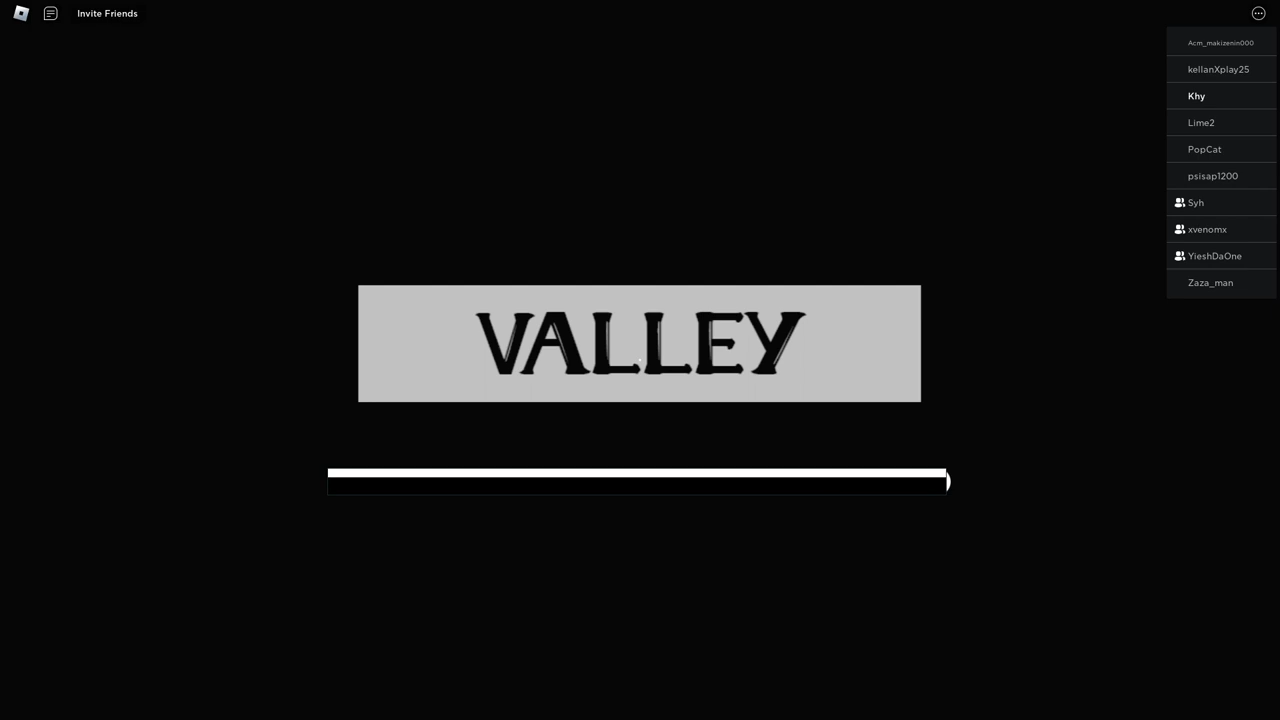 Invite Friends
Acm_makizenin000
kellanXplay25
Khy
Lime2
PopCat
psisap1200
Syh
xvenomx
YieshDaOne
Zaza_man
VALLEY